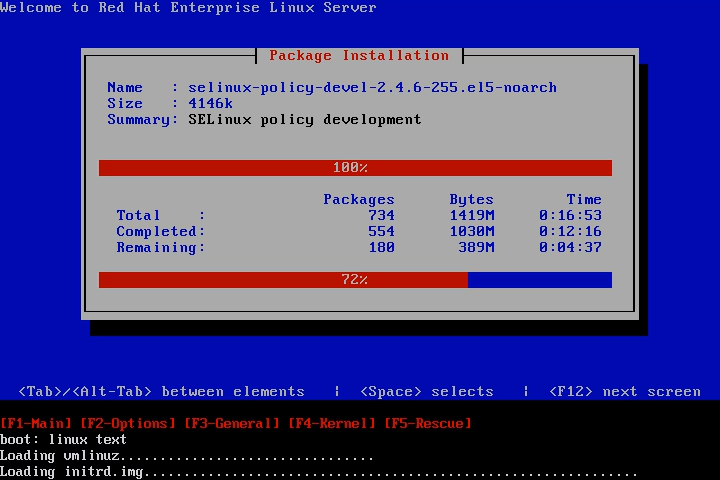 Welcome to Red Hat Enterprise Linux Server
Package Installation
Name   : selinux-policy-devel-2.4.6-255.el5-noarch
Size   : 4146k
Summary: SELinux policy development
100%
Packages Bytes Time
Total    : 734 1419M 0:16:53
Completed: 554 1030M 0:12:16
Remaining: 180 389M 0:04:37
72%
<Tab>/<Alt-Tab> between elements   |  <Space> selects   |  <F12> next screen
[F1-Main] [F2-Options] [F3-General] [F4-Kernel] [F5-Rescue]
boot: linux text
Loading vmlinuz............................
Loading initrd.img.......................................................